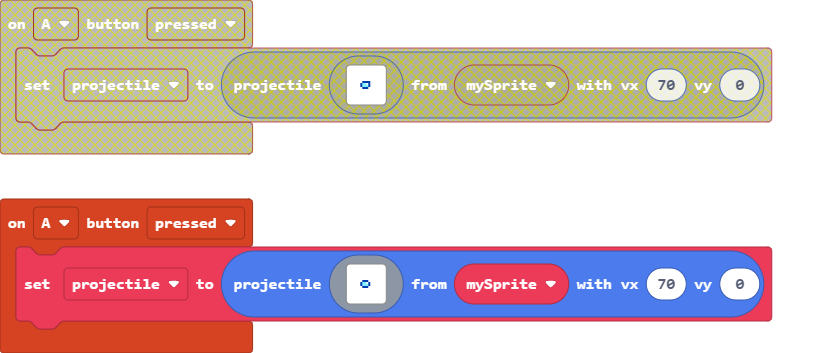 on A button pressed
set projectile to projectile from mySprite with vx 70 vy 0
on A button pressed
set projectile to projectile from mySprite with vx 70 vy 0